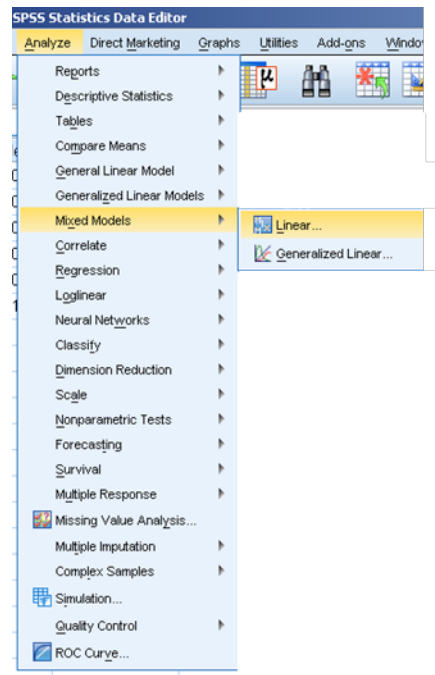 SPSS Statistics Data Editor
Analyze Direct Marketing Graphs Utilities Add-ons
Reports
Descriptive Statistics
Tables
Compare Means
General Linear Model
Generalized Linear Models
Mixed Models
Linear...
Generalized Linear...
Correlate
Regression
Loglinear
Neural Networks
Classify
Dimension Reduction
Scale
Nonparametric Tests
Forecasting
Survival
Multiple Response
Missing Value Analysis...
Multiple Imputation
Complex Samples
Simulation...
Quality Control
ROC Curve...